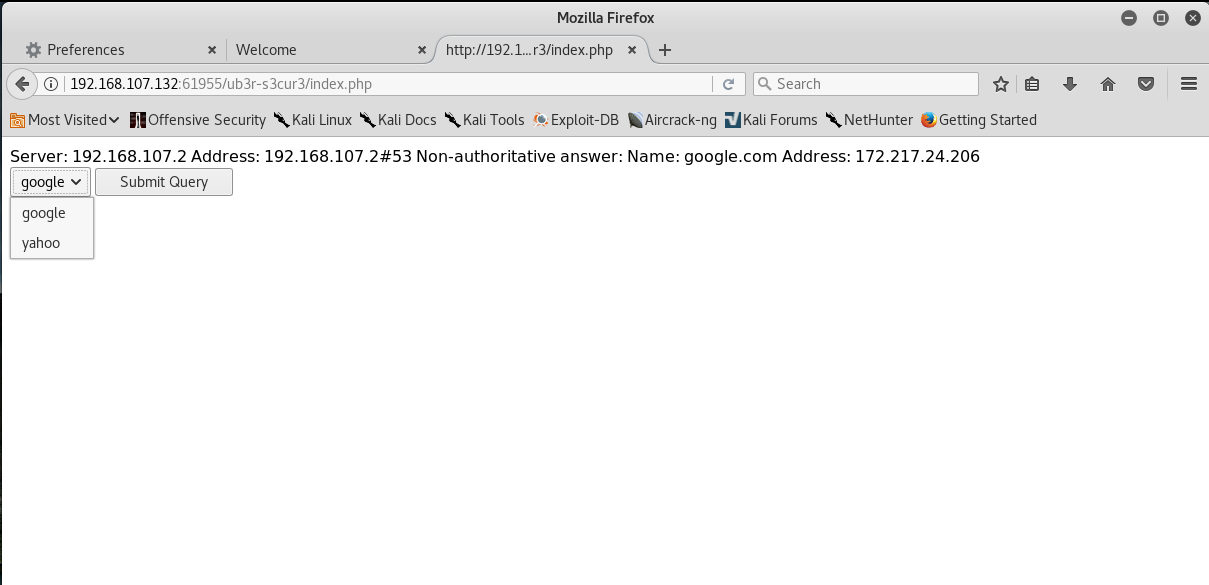 Mozilla Firefox
Preferences Welcome http://192.1...r3/index.php
192.168.107.132:61955/ub3r-s3cur3/index.php Search
Most Visited Offensive Security Kali Linux Kali Docs Kali Tools Exploit-DB Aircrack-ng Kali Forums NetHunter Getting Started
Server: 192.168.107.2 Address: 192.168.107.2#53 Non-authoritative answer: Name: google.com Address: 172.217.24.206
google Submit Query
google
yahoo